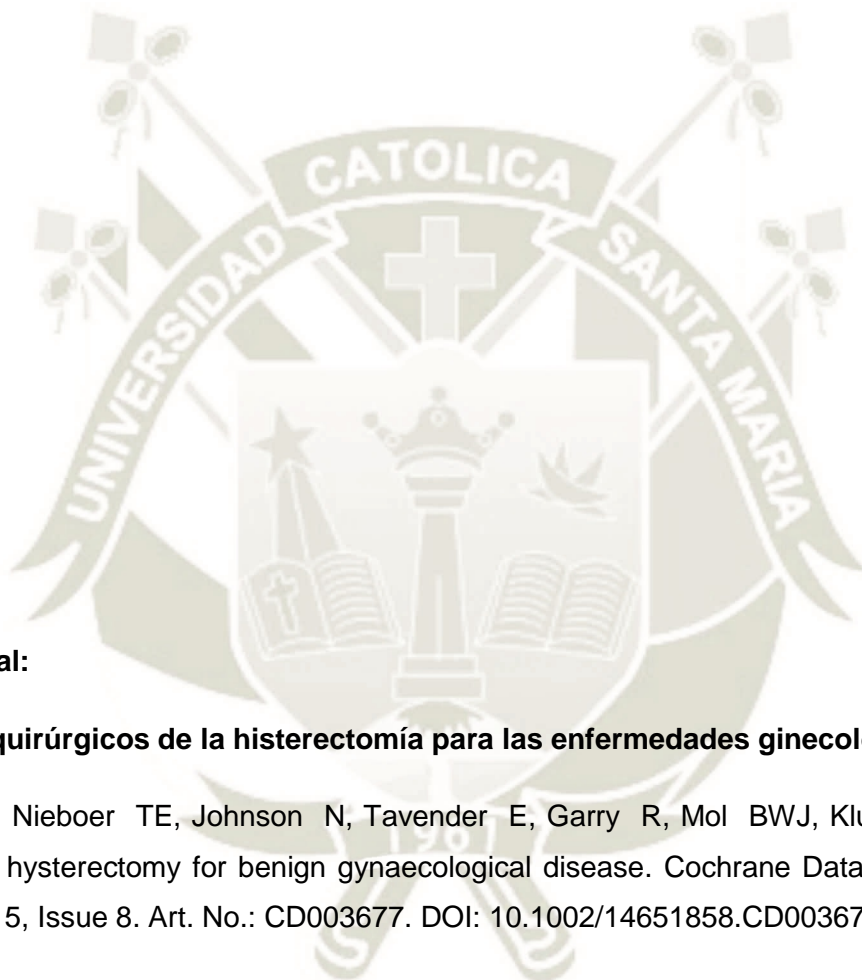 UNIVERSIDAD CATOLICA SANTA MARIA
al:
quirúrgicos de la histerectomía para las enfermedades ginecol
Nieboer TE, Johnson N, Tavender E, Garry R, Mol BWJ, Klu
hysterectomy for benign gynaecological disease. Cochrane Data
5, Issue 8. Art. No.: CD003677. DOI: 10.1002/14651858.CD00367
1961